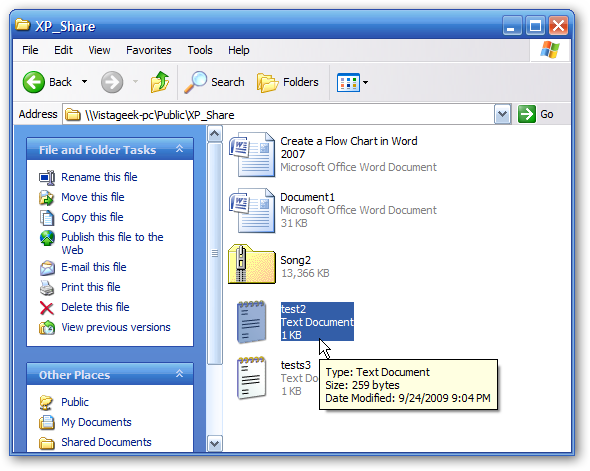 XP_Share
File Edit View Favorites Tools Help
Back Search Folders
Address \\Vistageek-pc\Public\XP_Share Go
File and Folder Tasks
Rename this file
Move this file
Copy this file
Publish this file to the
Web
E-mail this file
Print this file
Delete this file
View previous versions
Other Places
Public
My Documents
Shared Documents
Create a Flow Chart in Word
2007
Microsoft Office Word Document
Document1
Microsoft Office Word Document
31 KB
Song2
13,366 KB
test2
Text Document
1 KB
tests3
Text Do
1 KB
Type: Text Document
Size: 259 bytes
Date Modified: 9/24/2009 9:04 PM